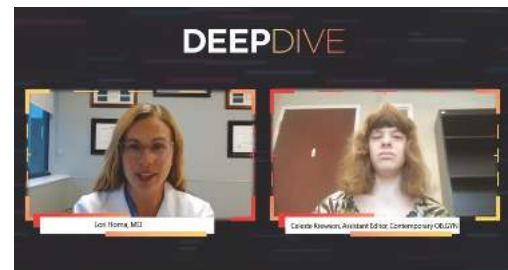 DEEPDIVE
Lori Homa, MD
Celeste Krewson, Assistant Editor, Contemporary OB/GYN